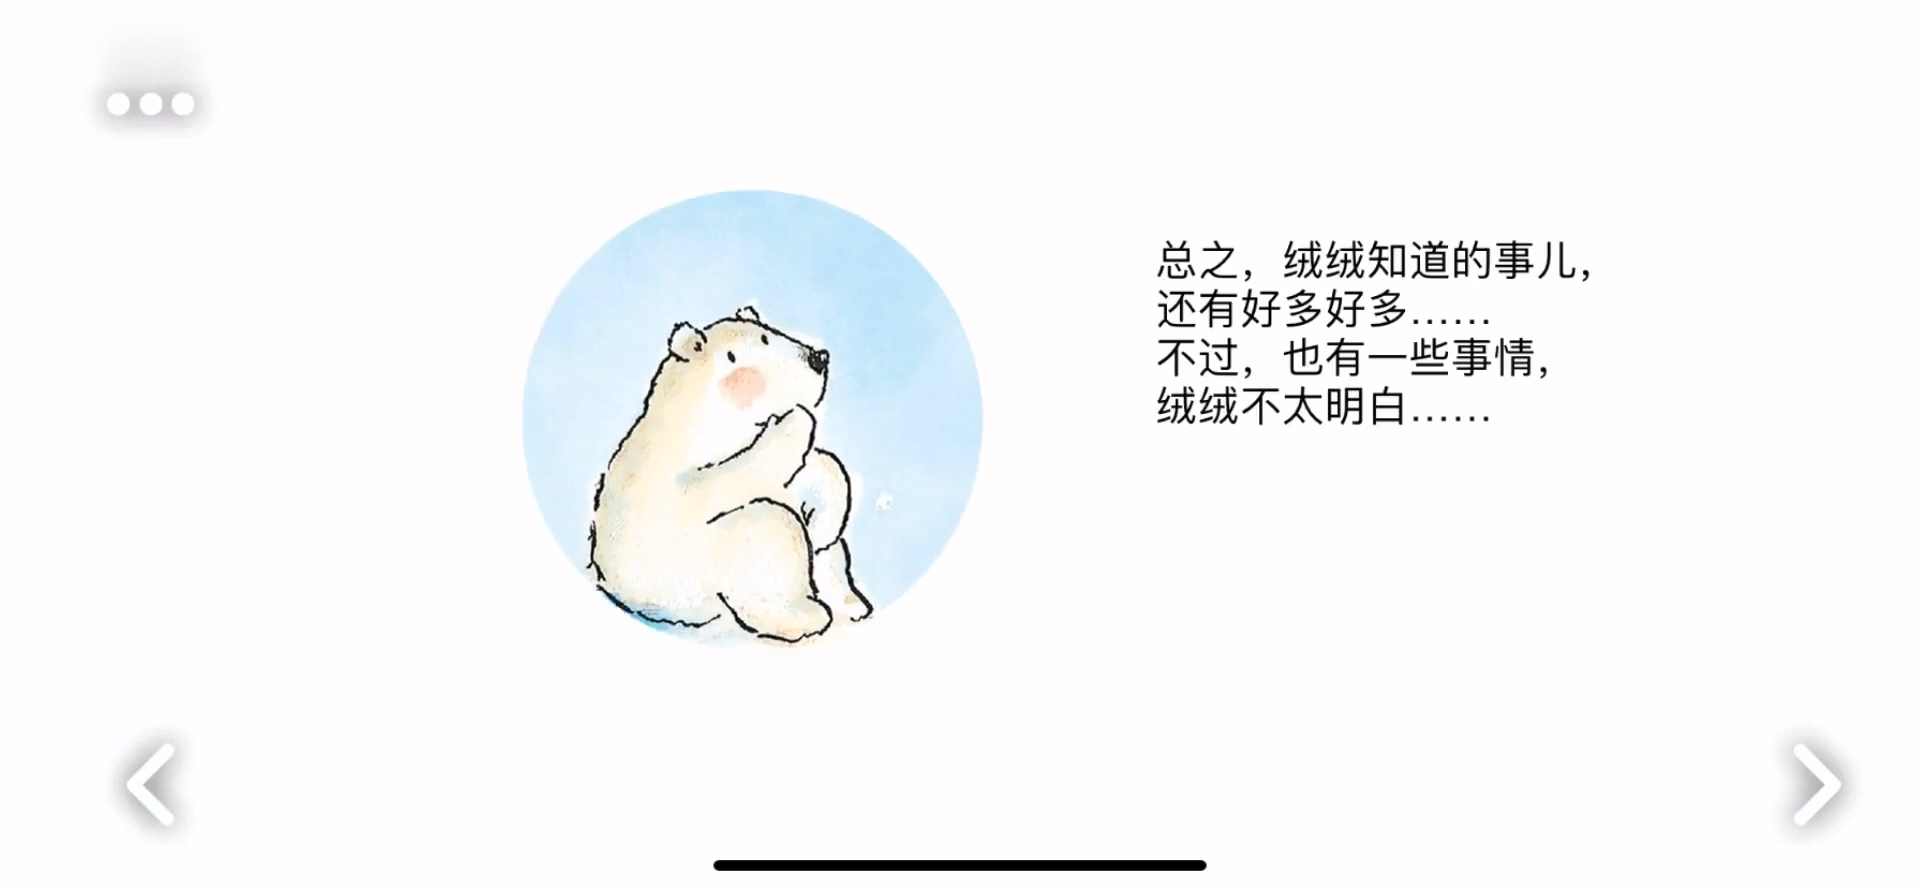 总之，绒绒知道的事儿，
还有好多好多……
不过，也有一些事情，
绒绒不太明白……